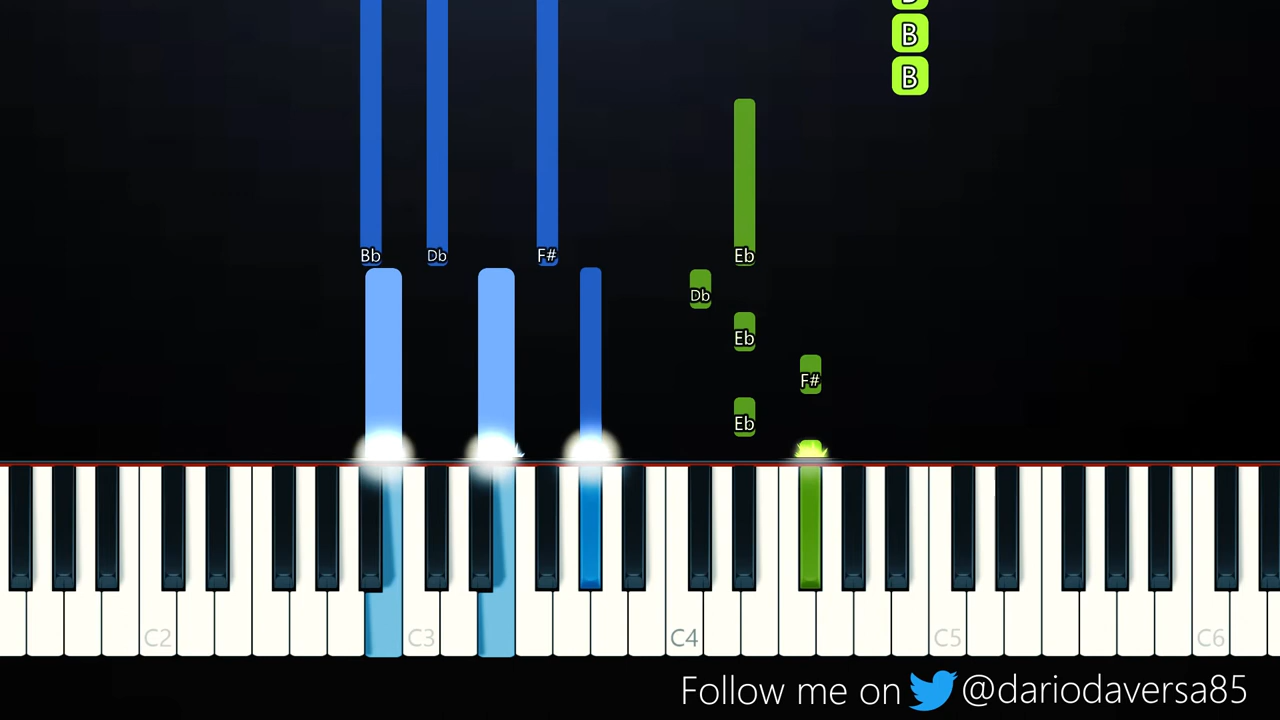 B
B
Bb Db F# Eb
Db
Eb
F#
Eb
C2 C3 C4 C5 C6
Follow me on @dariodaversa85